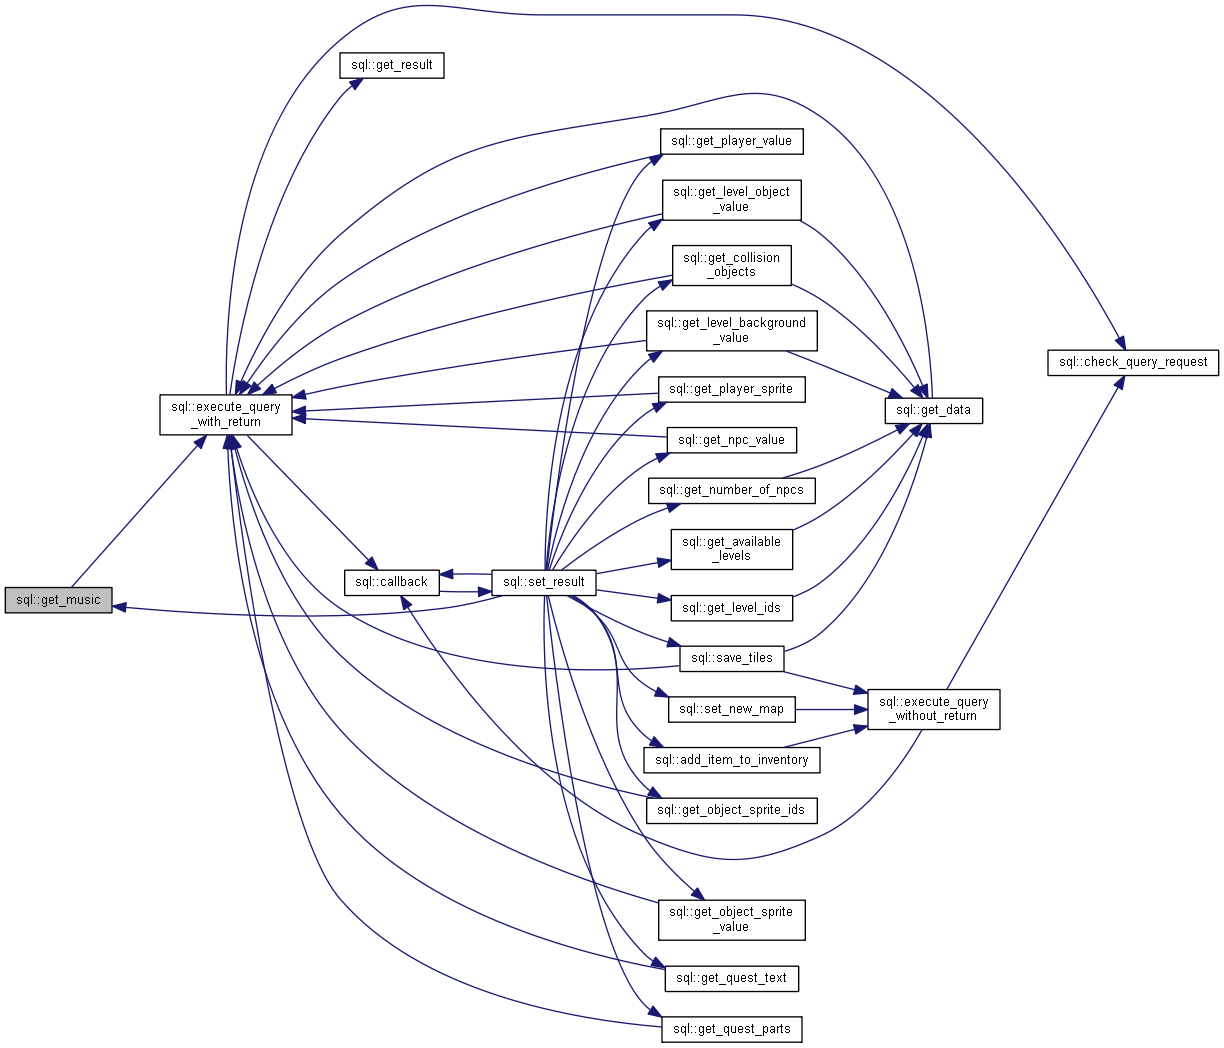 sql::get_result
sql::get_player_value
sql::get_level_object
_value
sql::get_collision
_objects
sql::get_level_background
_value
sql::check_query_request
sql::get_player_sprite
sql::execute_query
_with_return
sql::get_data
sql::get_npc_value
sql::get_number_of_npcs
sql::get_available
_levels
sql::callback
sql::set_result
sql::get_music
sql::get_level_ids
sql::save_tiles
sql::set_new_map
sql::execute_query
_without_return
sql::add_item_to_inventory
sql::get_object_sprite_ids
sql::get_object_sprite
_value
sql::get_quest_text
sql::get_quest_parts